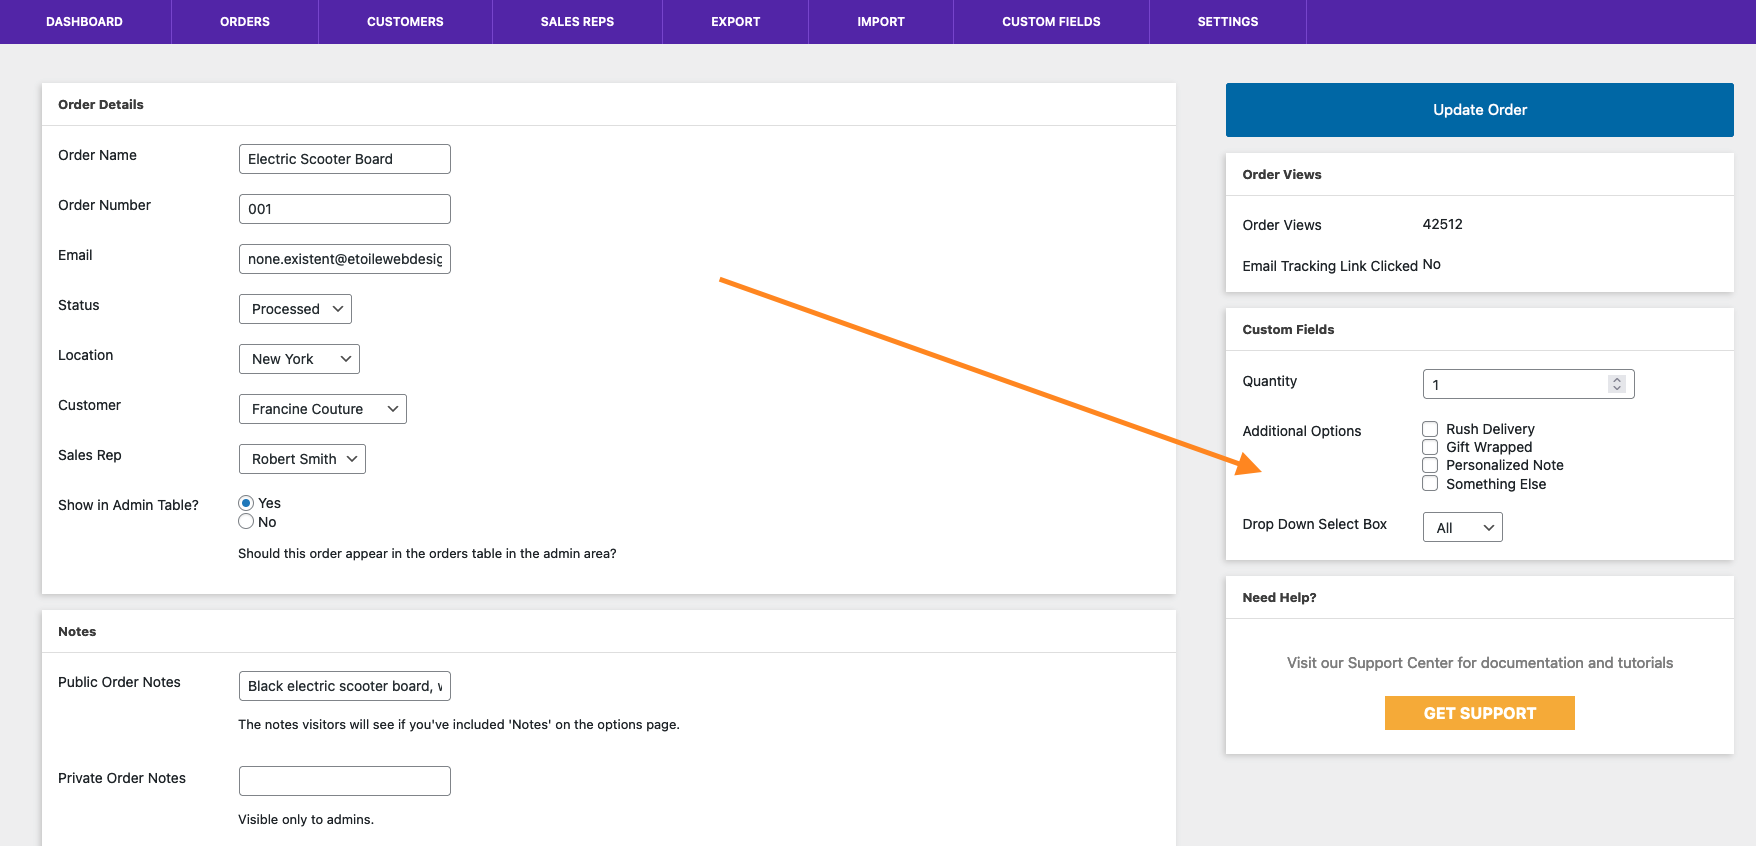 DASHBOARD ORDERS CUSTOMERS SALES REPS EXPORT IMPORT CUSTOM FIELDS SETTINGS
Order Details
Order Name Electric Scooter Board
Order Number 001
Email none.existent@etoilewebdesig
Status Processed
Location New York
Customer Francine Couture
Sales Rep Robert Smith
Show in Admin Table? Yes
No
Should this order appear in the orders table in the admin area?
Notes
Public Order Notes Black electric scooter board, w
The notes visitors will see if you've included 'Notes' on the options page.
Private Order Notes
Visible only to admins.
Update Order
Order Views
Order Views 42512
Email Tracking Link Clicked No
Custom Fields
Quantity 1
Additional Options Rush Delivery
Gift Wrapped
Personalized Note
Something Else
Drop Down Select Box All
Need Help?
Visit our Support Center for documentation and tutorials
GET SUPPORT